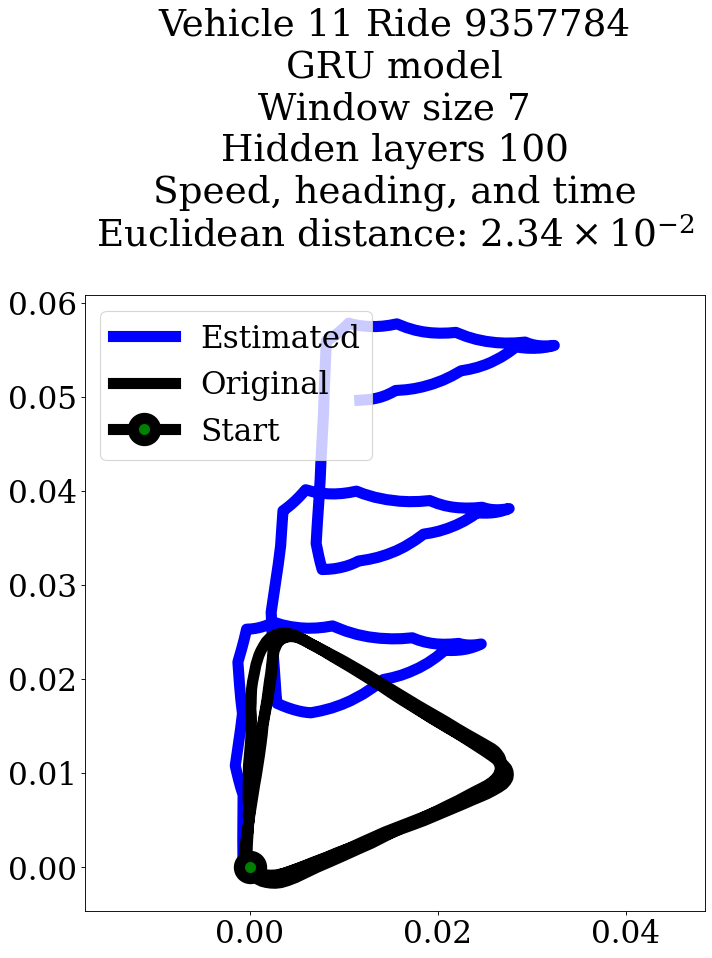 Vehicle 11 Ride 9357784
GRU model
Window size 7
Hidden layers 100
Speed, heading, and time
Euclidean distance: 2.34 × 10⁻²
0.06
0.05
0.04
0.03
0.02
0.01
0.00
Estimated
Original
Start
0.00 0.02 0.04